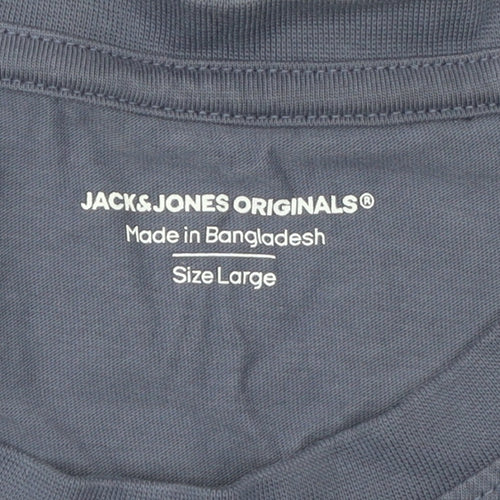 JACK&JONES ORIGINALS®
Made in Bangladesh
Size Large